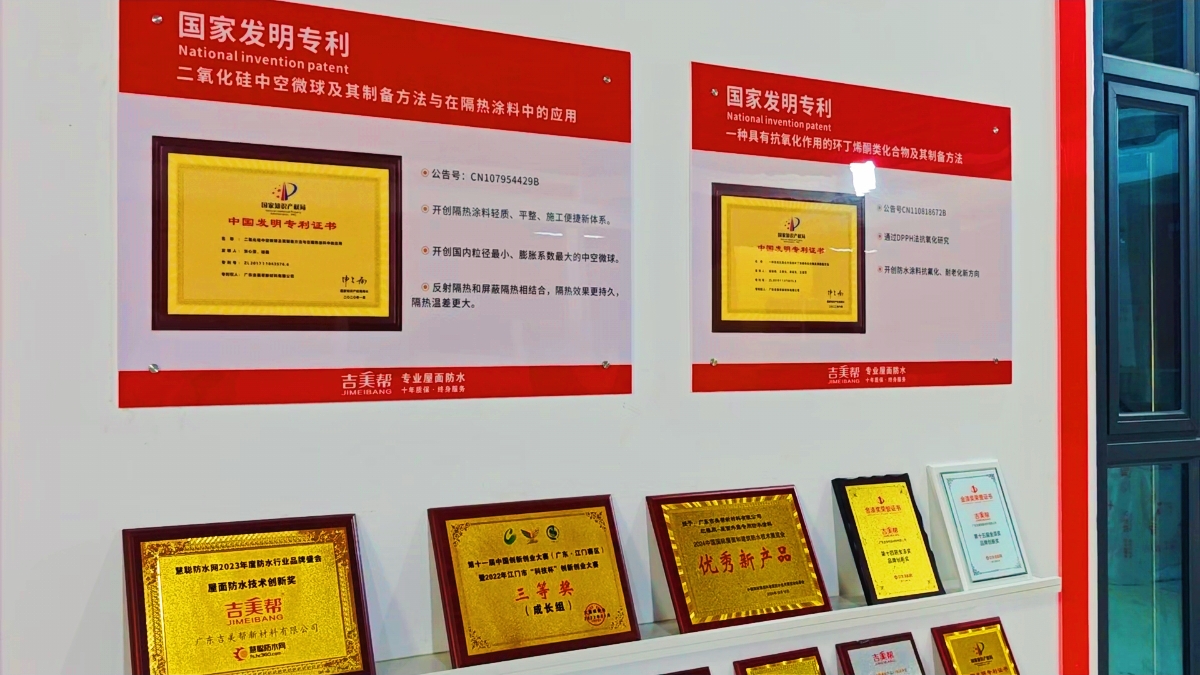 国家发明专利
National invention patent
二氧化硅中空微球及其制备方法与在隔热涂料中的应用
国家知识产权局
中国发明专利证书
公告号：CN107954429B
开创隔热涂料轻质、平整、施工便捷新体系。
开创国内粒径最小、膨胀系数最大的中空微球。
反射隔热和屏蔽隔热相结合，隔热效果更持久，
隔热温差更大。
吉美帮
JIMEIBANG
专业屋面防水
十年质保·终身服务
国家发明专利
National invention patent
一种具有抗氧化作用的环丁烯酮类化合物及其制备方法
国家知识产权局
中国发明专利证书
公告号CN110818672B
通过DPPH法抗氧化研究
开创防水涂料抗氧化、耐老化新方向
吉美帮
JIMEIBANG
专业屋面防水
十年质保·终身服务
慧聪防水网2023年度防水行业品牌盛会
屋面防水技术创新奖
吉美帮
JIMEIBANG
广东吉美帮新材料有限公司
慧聪防水网
fs.hc360.com
第十一届中国创新创业大赛（广东·江门赛区）
暨2022年江门市“科技杯”创新创业大赛
三等奖
（成长组）
优秀新产品
吉美帮
吉美帮
吉美帮